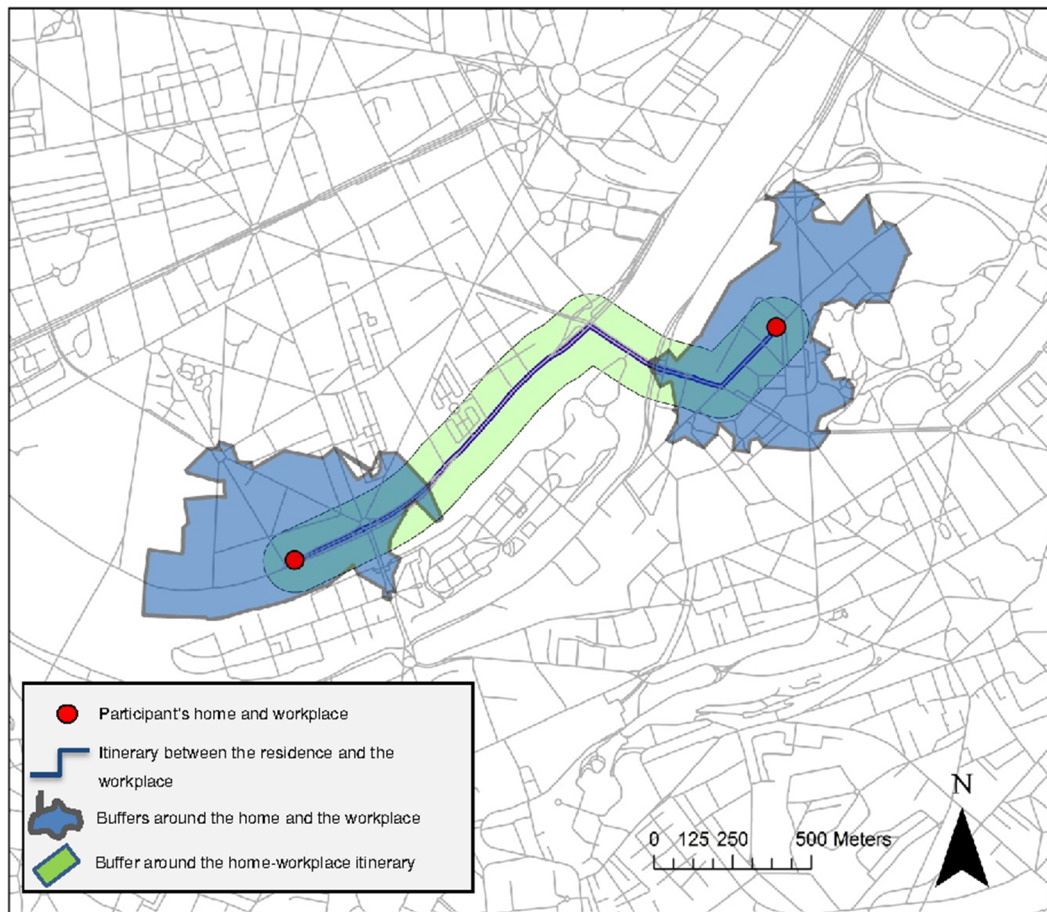 Participant's home and workplace
Itinerary between the residence and the
workplace
Buffers around the home and the workplace
Buffer around the home-workplace itinerary
N
0 125 250 500 Meters